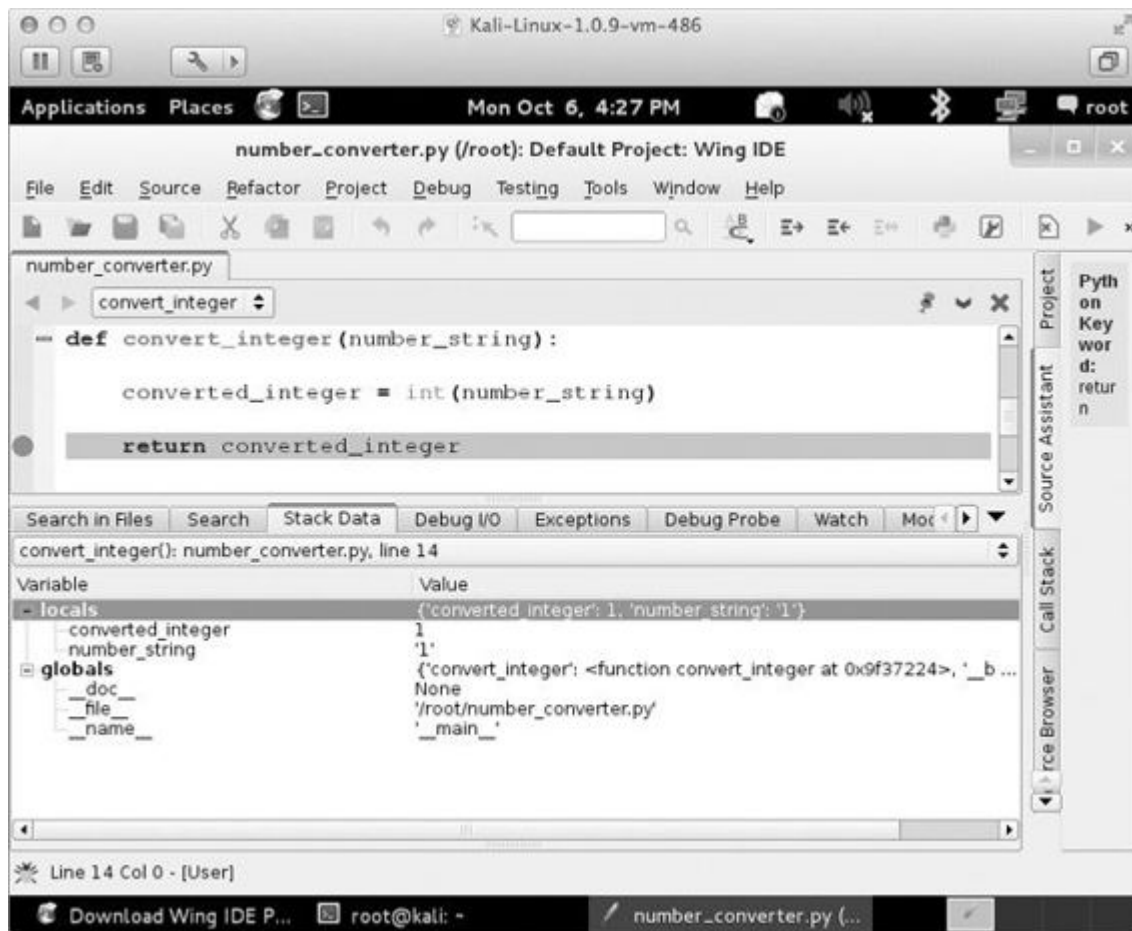 Kali-Linux-1.0.9-vm-486
Applications Places Mon Oct 6, 4:27 PM root
number_converter.py (/root): Default Project: Wing IDE
File Edit Source Refactor Project Debug Testing Tools Window Help
number_converter.py
convert_integer
def convert_integer(number_string):
converted_integer = int(number_string)
return converted_integer
Project
Source Assistant
Call Stack
rce Browser
Pyth
on
Key
wor
d:
retur
n
Search in Files Search Stack Data Debug I/O Exceptions Debug Probe Watch Moc
convert_integer(): number_converter.py, line 14
Variable Value
locals {'converted_integer': 1, 'number_string': '1'}
converted_integer 1
number_string '1'
globals {'convert_integer': <function convert_integer at 0x9f37224>, '__b ...
__doc__ None
__file__ '/root/number_converter.py'
__name__ '__main__'
Line 14 Col 0 - [User]
Download Wing IDE P... root@kali: ~ number_converter.py (...